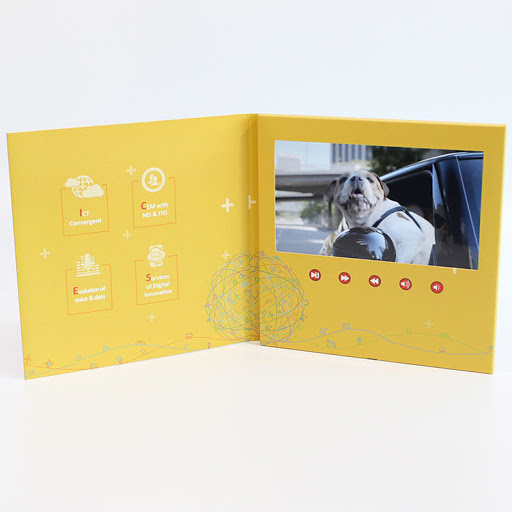 ICT
Convergent
CEM with
MS & ITO
Evolution of
voice & data
Services
of Digital
Innovation